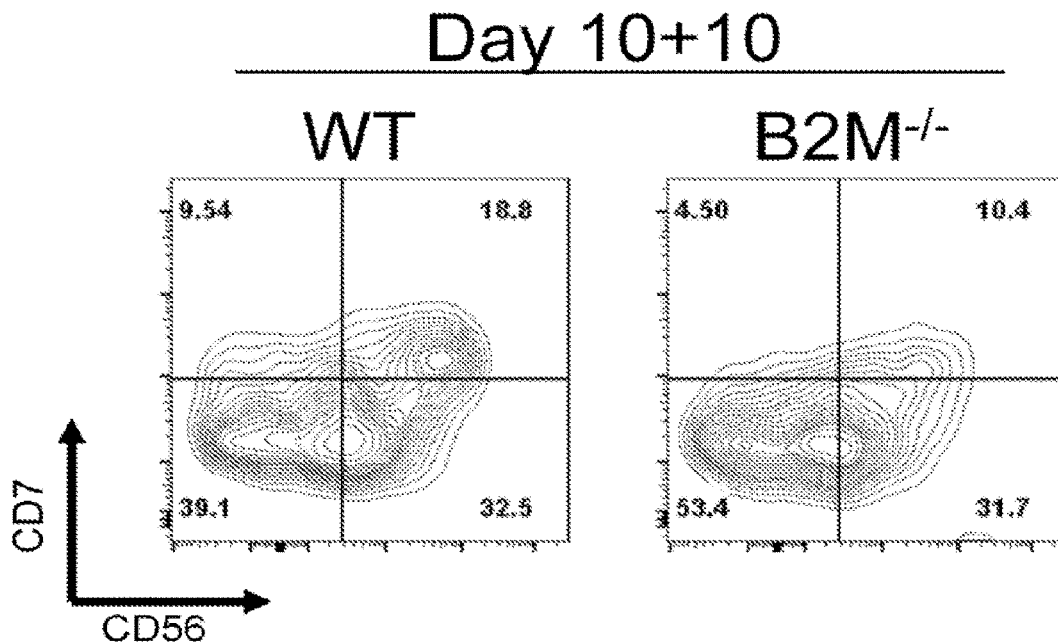 Day 10+10
WT
B2M-/-
9.54 18.8
39.1 32.5
4.50 10.4
53.4 31.7
CD7
CD56